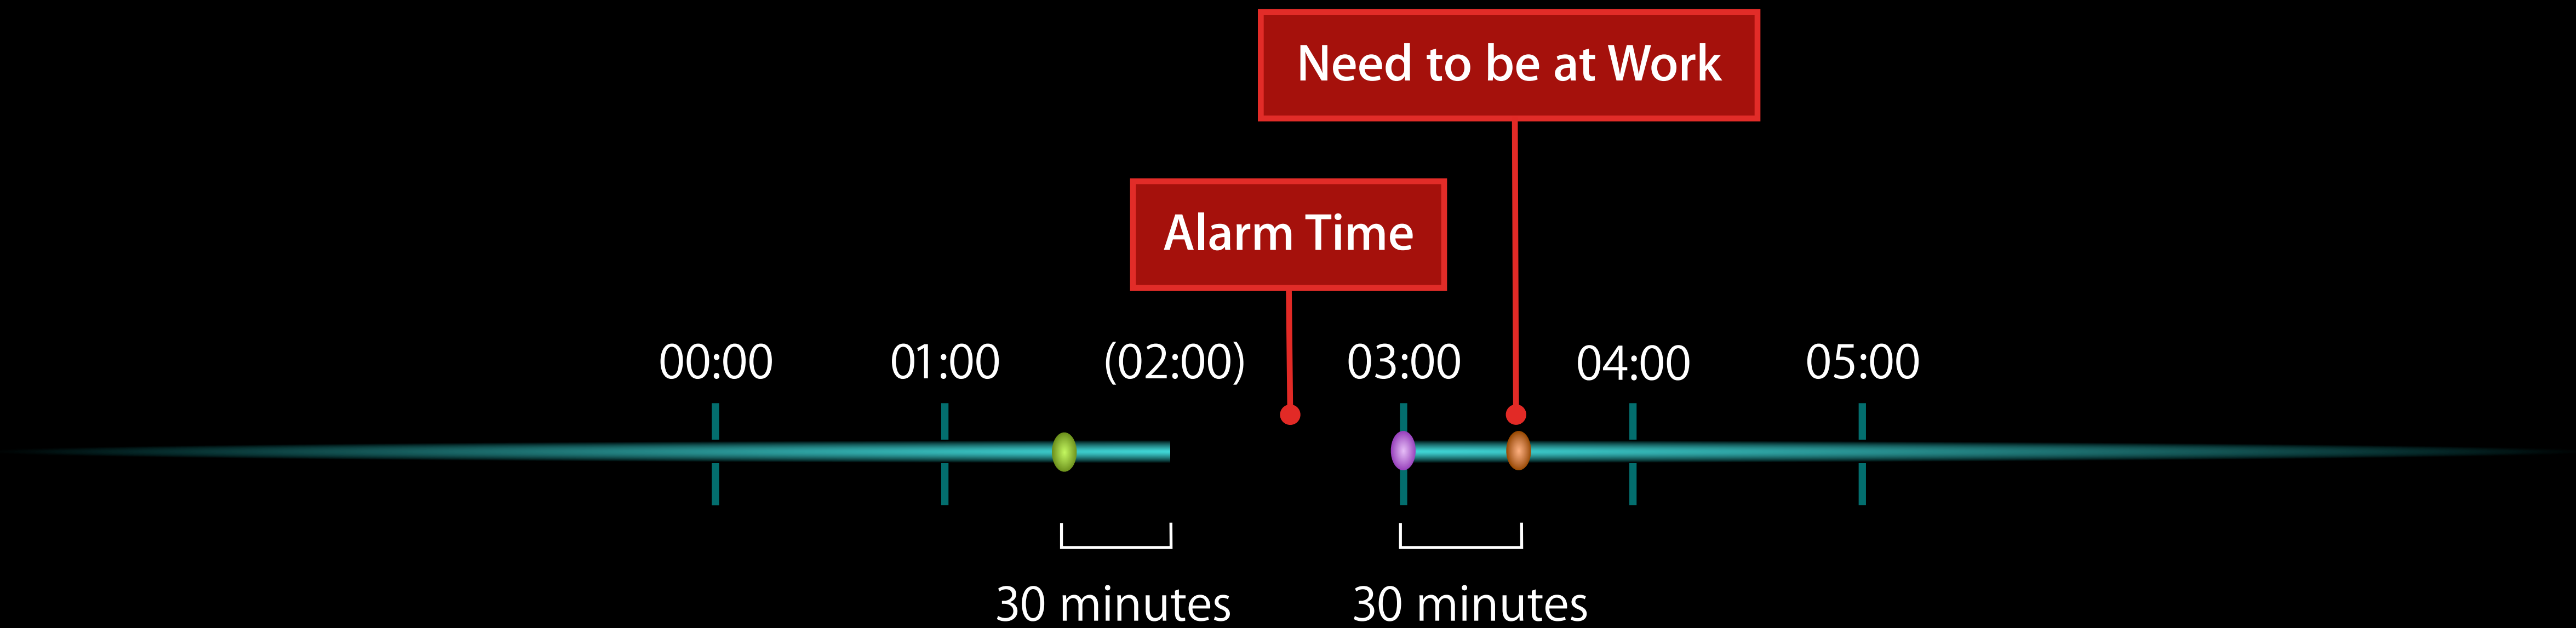 Need to be at Work
Alarm Time
00:00 01:00 (02:00) 03:00 04:00 05:00
30 minutes 30 minutes